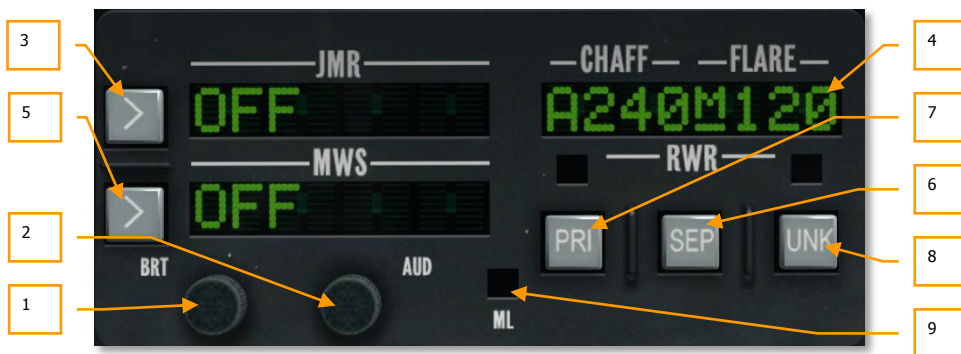 3
JMR
CHAFF FLARE
4
>
OFF
A240M120
7
5
MWS
RWR
>
OFF
6
2
PRI
SEP
UNK
BRT
AUD
8
1
ML
9